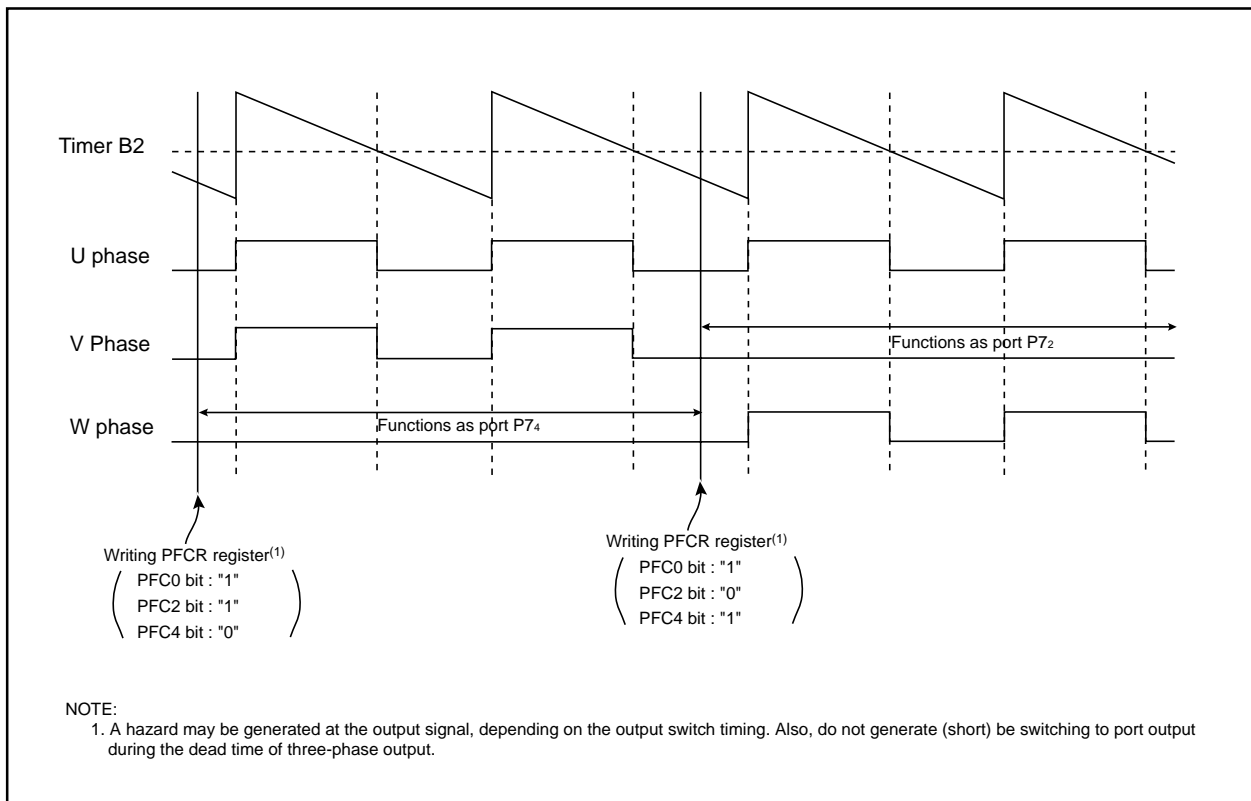 Timer B2
U phase
V Phase
Functions as port P7₂
W phase
Functions as port P7₄
Writing PFCR register(1)
PFC0 bit : "1"
PFC2 bit : "1"
PFC4 bit : "0"
Writing PFCR register(1)
PFC0 bit : "1"
PFC2 bit : "0"
PFC4 bit : "1"
NOTE:
1. A hazard may be generated at the output signal, depending on the output switch timing. Also, do not generate (short) be switching to port output
during the dead time of three-phase output.